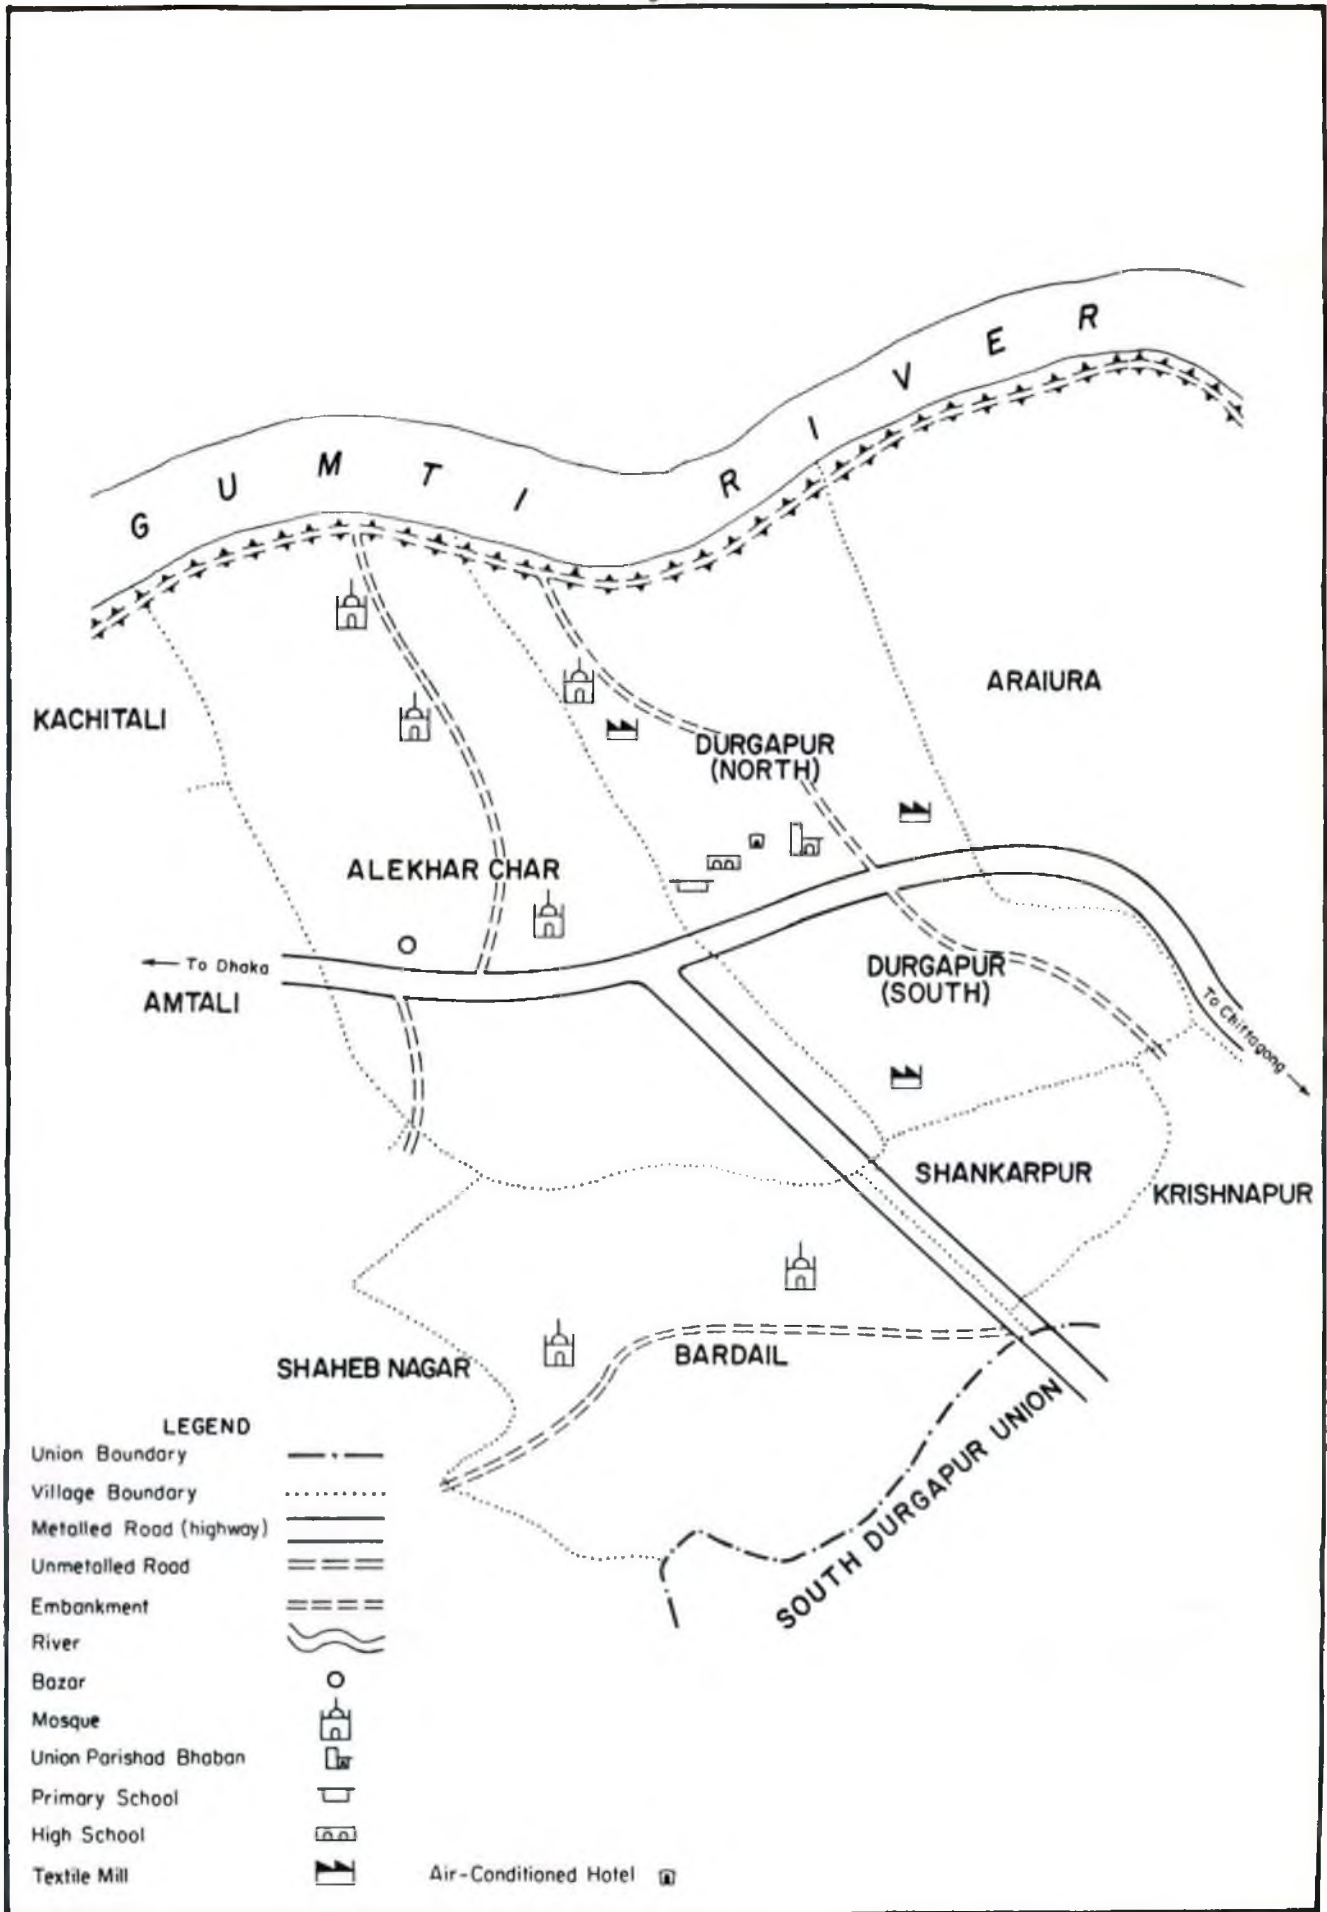 GUMTI RIVER
KACHITALI
ARAIURA
DURGAPUR
(NORTH)
ALEKHAR CHAR
To Dhaka
AMTALI
DURGAPUR
(SOUTH)
To Chittagong
SHANKARPUR
KRISHNAPUR
SHAHEB NAGAR
BARDAIL
SOUTH DURGAPUR UNION
LEGEND
Union Boundary
Village Boundary
Metalled Road (highway)
Unmetalled Road
Embankment
River
Bazar
Mosque
Union Parishad Bhaban
Primary School
High School
Textile Mill
Air-Conditioned Hotel